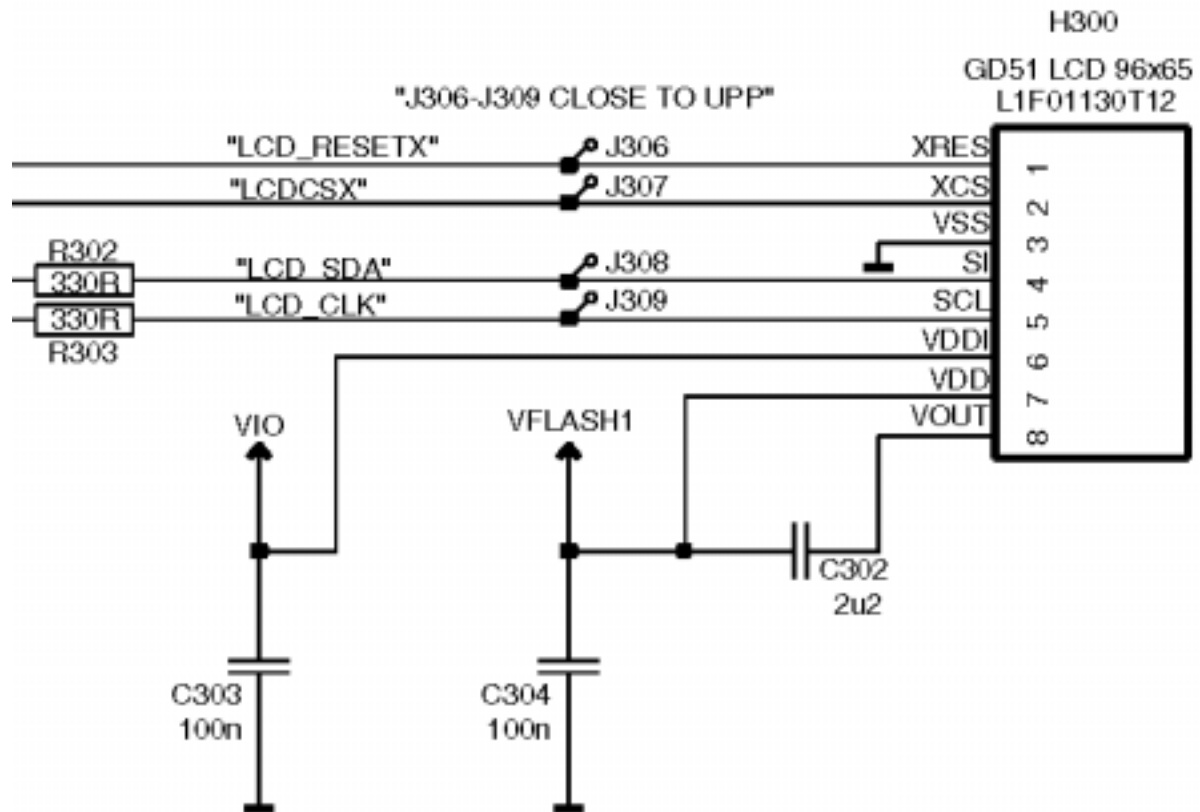 H300
GD51 LCD 96x65
L1F01130T12
"J306-J309 CLOSE TO UPP"
"LCD_RESETX"
J306
XRES
1
"LCDCSX"
J307
XCS
2
VSS
3
R302
330R
"LCD_SDA"
J308
SI
4
330R
R303
"LCD_CLK"
J309
SCL
5
VDDI
6
VDD
7
VIO
VFLASH1
VOUT
8
C302
2u2
C303
100n
C304
100n